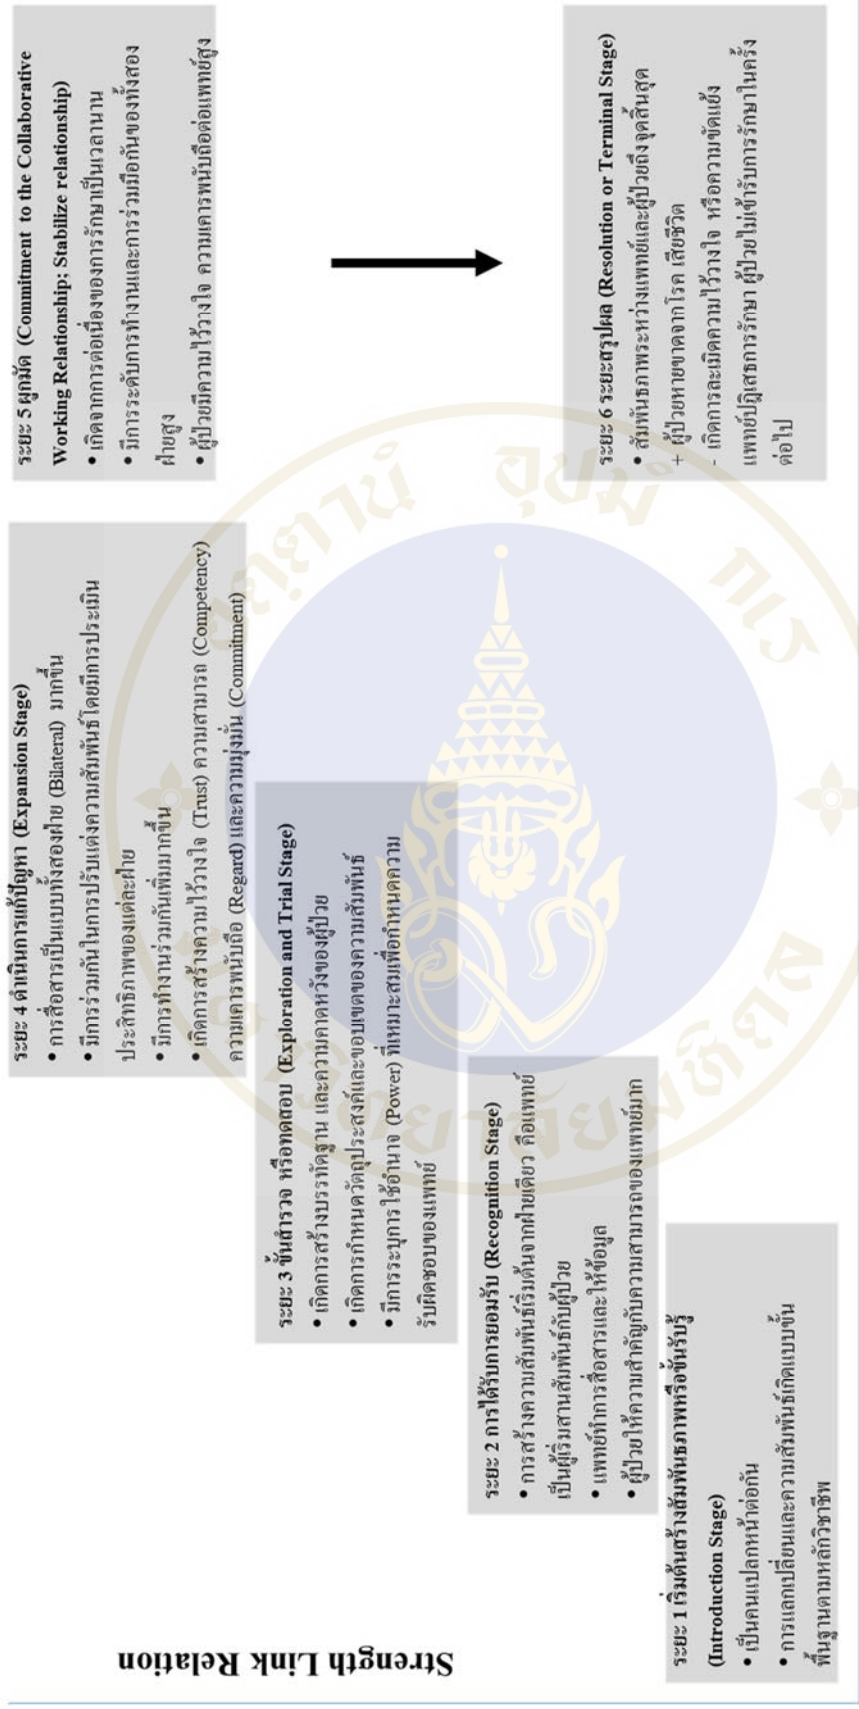 Strength Link Relation
ระยะ 1 เริ่มต้นสร้างสัมพันธภาพหรือขั้นรับรู้
(Introduction Stage)
• เป็นคนแปลกหน้าต่อกัน
• การแลกเปลี่ยนและความสัมพันธ์เกิดแบบขั้น
พื้นฐานตามหลักวิชาชีพ
ระยะ 2 การได้รับการยอมรับ (Recognition Stage)
• การสร้างความสัมพันธ์เริ่มต้นจากฝ่ายเดียว คือแพทย์
เป็นผู้เริ่มสานสัมพันธ์กับผู้ป่วย
• แพทย์ทำการสื่อสารและให้ข้อมูล
• ผู้ป่วยให้ความสำคัญกับความสามารถของแพทย์มาก
ระยะ 3 ขั้นสำรวจ หรือทดสอบ (Exploration and Trial Stage)
• เกิดการสร้างบรรทัดฐาน และความคาดหวังของผู้ป่วย
• เกิดการกำหนดวัตถุประสงค์และขอบเขตของความสัมพันธ์
• มีการระบุการใช้อำนาจ (Power) ที่เหมาะสมเพื่อกำหนดความ
รับผิดชอบของแพทย์
ระยะ 4 ดำเนินการแก้ปัญหา (Expansion Stage)
• การสื่อสารเป็นแบบทั้งสองฝ่าย (Bilateral) มากขึ้น
• มีการร่วมกันในการปรับแต่งความสัมพันธ์โดยมีการประเมิน
ประสิทธิภาพของแต่ละฝ่าย
• มีการทำงานร่วมกันเพิ่มมากขึ้น
• เกิดการสร้างความไว้วางใจ (Trust) ความสามารถ (Competency)
ความเคารพนับถือ (Regard) และความมุ่งมั่น (Commitment)
ระยะ 5 ผูกมัด (Commitment to the Collaborative
Working Relationship; Stabilize relationship)
• เกิดจากการต่อเนื่องของการรักษาเป็นเวลานาน
• มีการระดับการทำงานและการร่วมมือกันของทั้งสอง
ฝ่ายสูง
• ผู้ป่วยมีความไว้วางใจ ความเคารพนับถือต่อแพทย์สูง
ระยะ 6 ระยะสรุปผล (Resolution or Terminal Stage)
• สัมพันธภาพระหว่างแพทย์และผู้ป่วยถึงจุดสิ้นสุด
+ ผู้ป่วยหายขาดจากโรค เสียชีวิต
- เกิดการละเมิดความไว้วางใจ หรือความขัดแย้ง
แพทย์ปฏิเสธการรักษา ผู้ป่วยไม่เข้ารับการรักษาในครั้ง
ต่อไป
อตฺตานํ อุปมํ กเร
มหาวิทยาลัยมหิดล